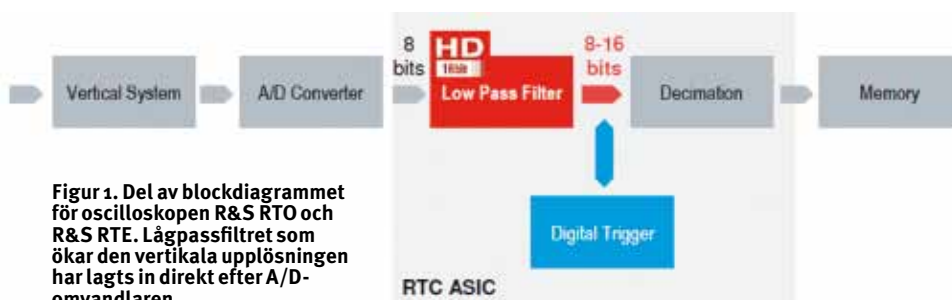 8
bits
HD
16bit
8-16
bits
Vertical System
A/D Converter
Low Pass Filter
Decimation
Memory
Digital Trigger
RTC ASIC
Figur 1. Del av blockdiagrammet
för oscilloskopen R&S RTO och
R&S RTE. Lågpassfiltret som
ökar den vertikala upplösningen
har lagts in direkt efter A/D-
omvandlaren